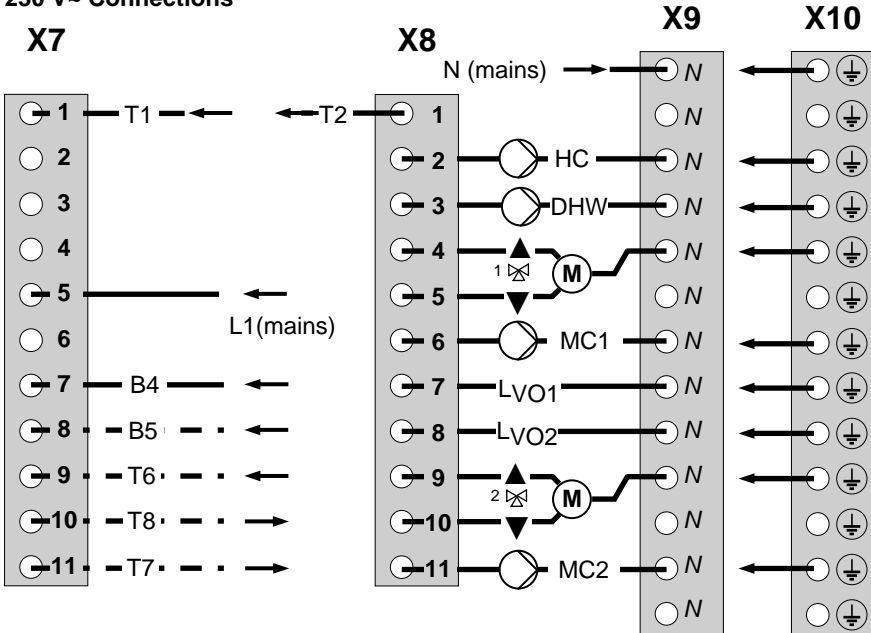 230 V~ Connections
X7 X8 X9 X10
N (mains) N
1 T1 T2 1 N
2 2 HC N
3 3 DHW N
4 4 N
1 M
5 5 N
L1(mains)
6 6 MC1 N
7 B4 7 LVO1 N
8 B5 8 LVO2 N
9 T6 9 N
2 M
10 T8 10 N
11 T7 11 MC2 N
N